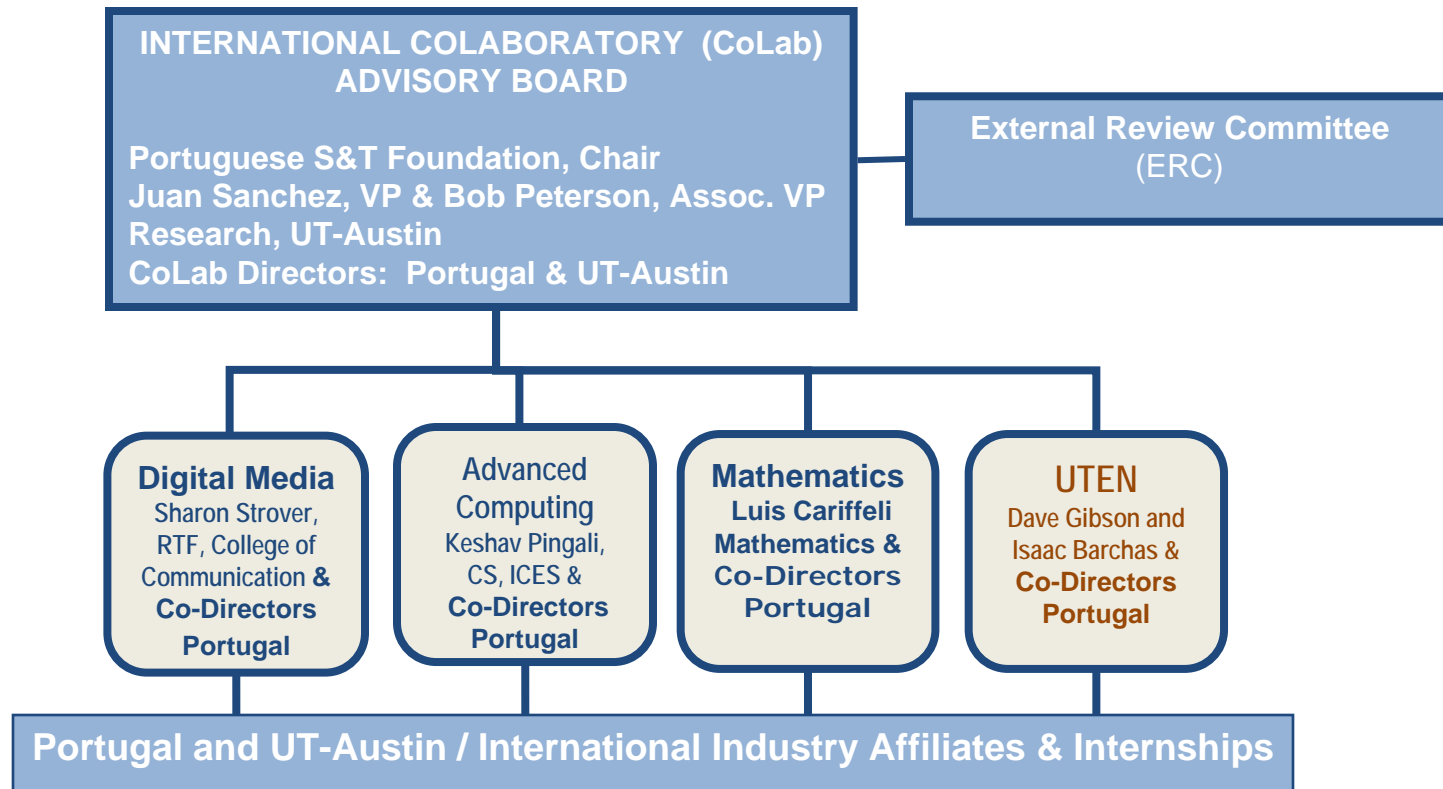 INTERNATIONAL COLABORATORY (CoLab)
ADVISORY BOARD
Portuguese S&T Foundation, Chair
Juan Sanchez, VP & Bob Peterson, Assoc. VP
Research, UT-Austin
CoLab Directors: Portugal & UT-Austin
External Review Committee
(ERC)
Digital Media
Sharon Strover,
RTF, College of
Communication &
Co-Directors
Portugal
Advanced
Computing
Keshav Pingali,
CS, ICES &
Co-Directors
Portugal
Mathematics
Luis Cariffeli
Mathematics &
Co-Directors
Portugal
UTEN
Dave Gibson and
Isaac Barchas &
Co-Directors
Portugal
Portugal and UT-Austin / International Industry Affiliates & Internships